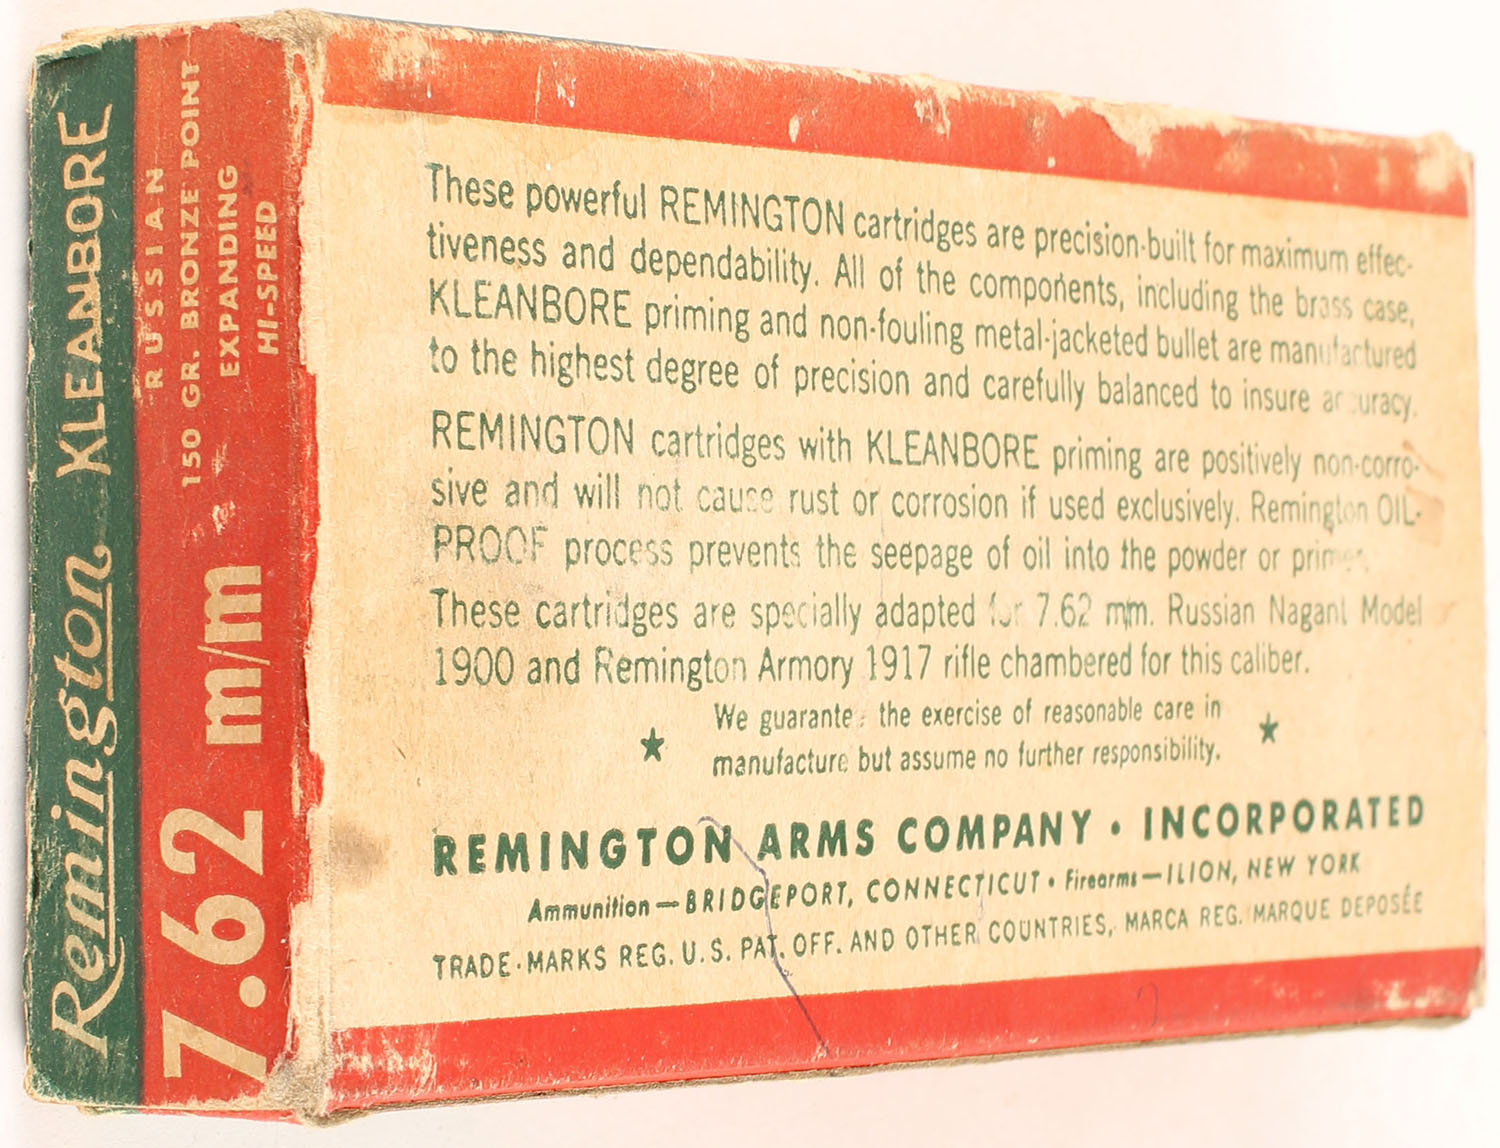 Remington KLEANBORE
RUSSIAN
150 GR. BRONZE POINT
EXPANDING
HI-SPEED
7.62 m/m
These powerful REMINGTON cartridges are precision-built for maximum effec-
tiveness and dependability. All of the components, including the brass case,
KLEANBORE priming and non-fouling metal-jacketed bullet are manufactured
to the highest degree of precision and carefully balanced to insure accuracy.
REMINGTON cartridges with KLEANBORE priming are positively non-corro-
sive and will not cause rust or corrosion if used exclusively. Remington OIL-
PROOF process prevents the seepage of oil into the powder or primer.
These cartridges are specially adapted for 7.62 mm. Russian Nagant Model
1900 and Remington Armory 1917 rifle chambered for this caliber.
★ We guarantee the exercise of reasonable care in ★
manufacture but assume no further responsibility.
REMINGTON ARMS COMPANY • INCORPORATED
Ammunition—BRIDGEPORT, CONNECTICUT • Firearms—ILION, NEW YORK
TRADE-MARKS REG. U.S. PAT. OFF. AND OTHER COUNTRIES, MARCA REG. MARQUE DEPOSÉE